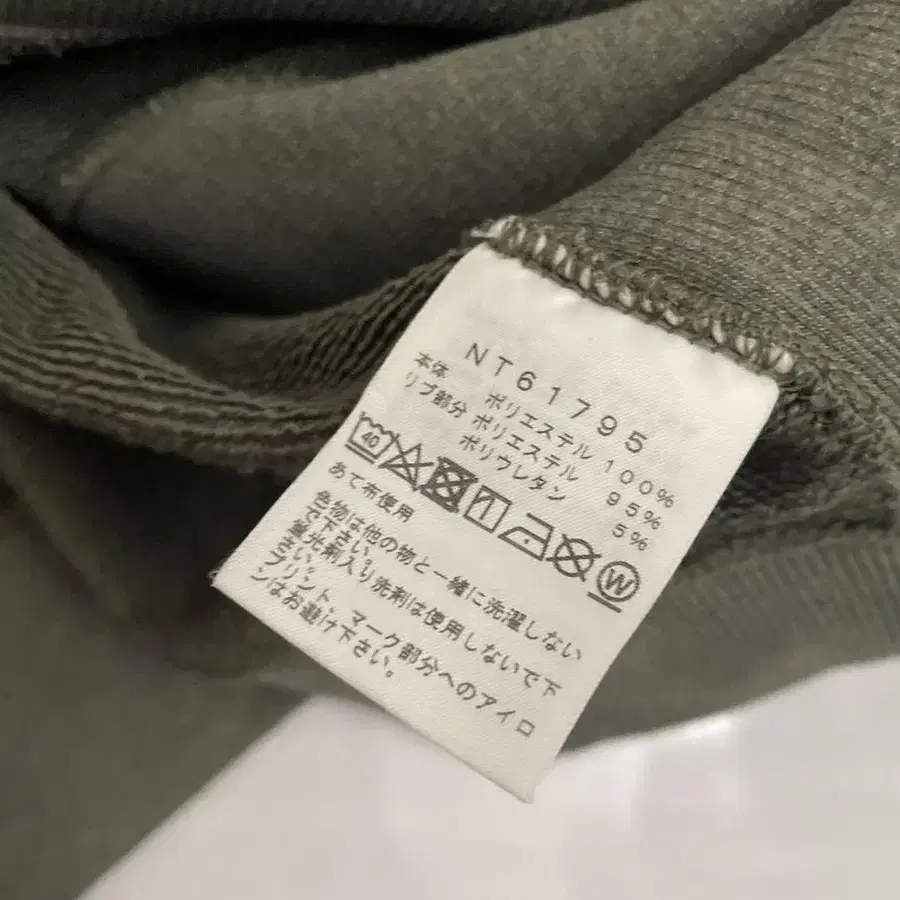 NT61795
本体 ポリエステル 100%
リブ部分 ポリエステル 95%
ポリウレタン 5%
40 W
あて布使用
色物は他の物と一緒に洗濯しない
で下さい。
蛍光剤入り洗剤は使用しないで下
さい。
プリント、マーク部分へのアイロ
ンはお避け下さい。